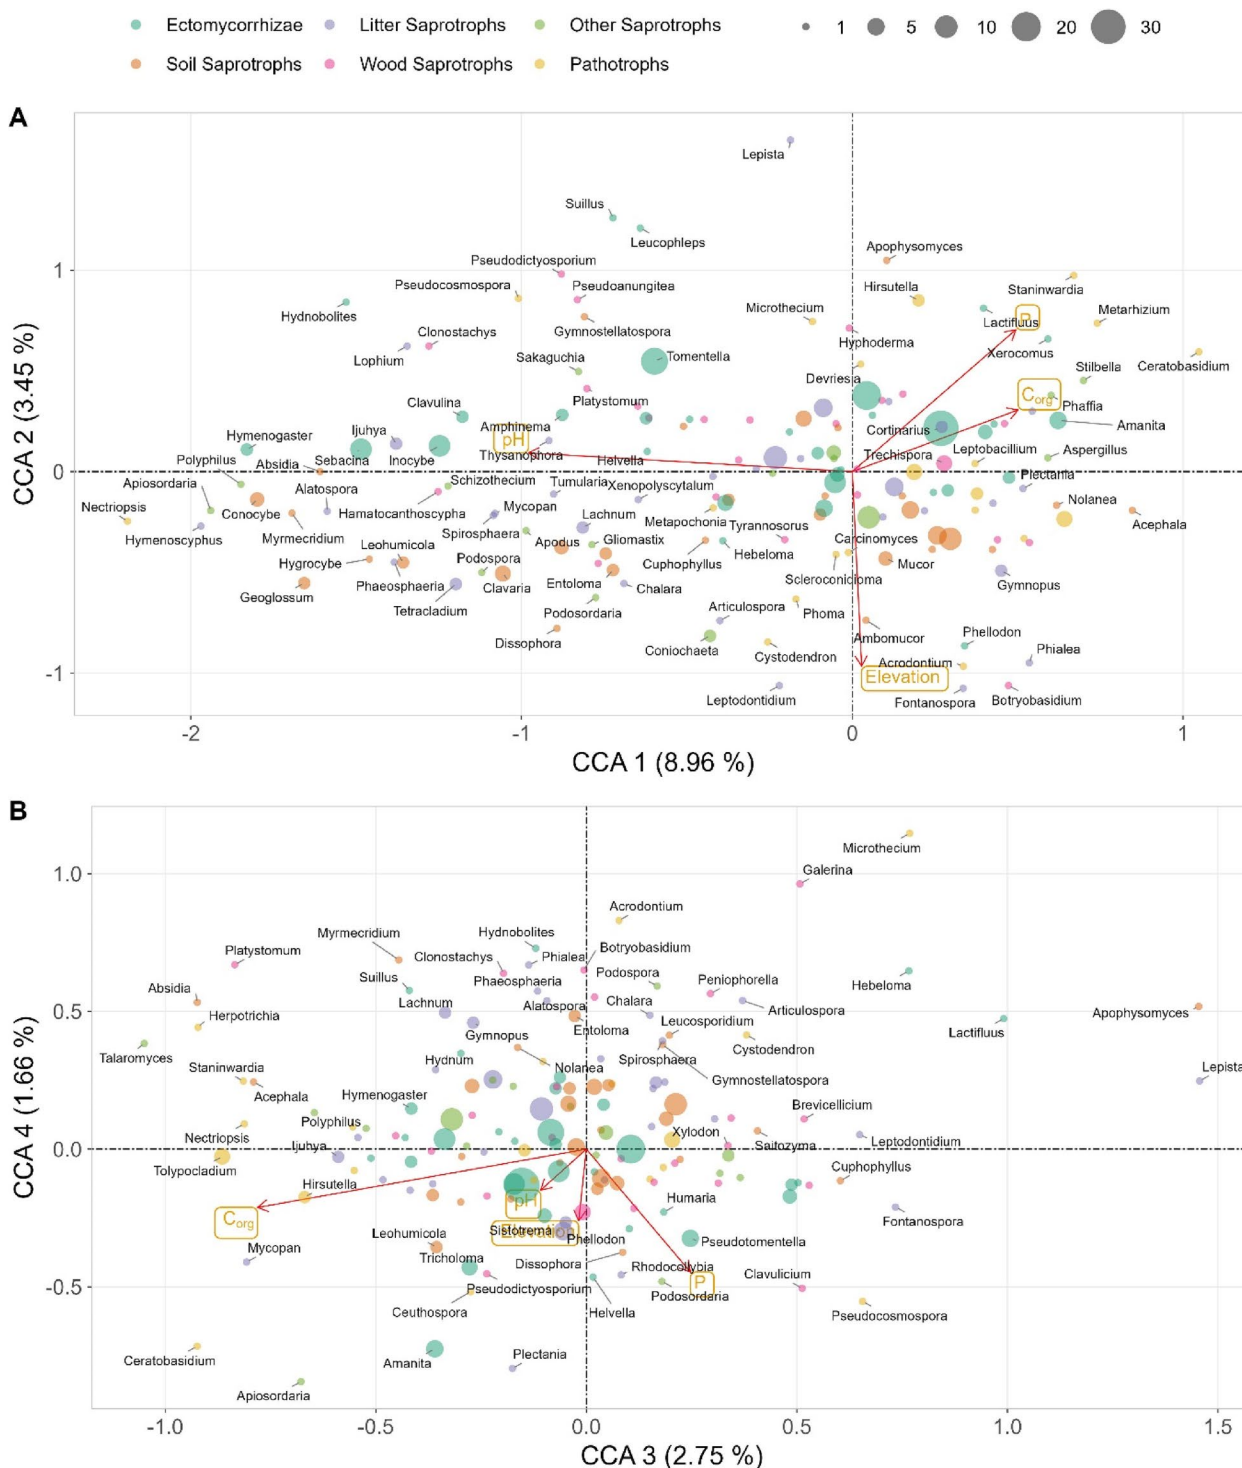 Ectomycorrhizae Litter Saprotrophs Other Saprotrophs 1 5 10 20 30
Soil Saprotrophs Wood Saprotrophs Pathotrophs
A
Lepista
Suillus
Leucophleps
Apophysomyces
Pseudodictyosporium
Pseudocosmospora
Pseudoanungitea
Hirsutella
Staninwardia
Hydnobolites
Microthecium
Metarhizium
Clonostachys
Gymnostellatospora
Lactifluus
P
Hyphoderma
Lophium
Sakaguchia
Tomentella
Xerocomus
Ceratobasidium
Devriesia
Stilbella
Clavulina
Platystomum
Corg
Phaffia
Hymenogaster
Ijuhya
Amphinema
pH
Cortinarius
Amanita
Polyphilus
Absidia
Sebacina
Inocybe
Thysanophora
Helvella
Trechispora
Leptobacillum
Aspergillus
Apiosordaria
Alatospora
Schizothecium
Tumularia
Xenopolyscytalum
Plectania
Nectriopsis
Conocybe
Hamatocanthoscypha
Mycopan
Nolanea
Hymenoscyphus
Myrmecridium
Spirosphaera
Lachnum
Metapochonia
Tyrannosorus
Acephala
Leohumicola
Apodus
Gliomastix
Carcinomyces
Hygrocybe
Podospora
Cuphophyllus
Hebeloma
Mucor
Geoglossum
Phaeosphaeria
Clavaria
Entoloma
Chalara
Scleroconidioma
Gymnopus
Tetracladium
Podosordaria
Articulospora
Phoma
Dissophora
Coniochaeta
Cystodendron
Ambomucor
Phellodon
Phialea
Acrodontium
Elevation
Leptodontidium
Fontanospora
Botryobasidium
1
0
-1
-2 -1 0 1
CCA 2 (3.45 %)
CCA 1 (8.96 %)
B
Microthecium
Galerina
Acrodontium
Myrmecridium
Hydnobolites
Botryobasidium
Platystomum
Clonostachys
Phialea
Podospora
Suillus
Phaeosphaeria
Peniophorella
Hebeloma
Absidia
Lachnum
Alatospora
Chalara
Articulospora
Apophysomyces
Herpotrichia
Entoloma
Leucosporidium
Lactifluus
Talaromyces
Gymnopus
Cystodendron
Staninwardia
Hydnum
Nolanea
Spirosphaera
Lepista
Acephala
Hymenogaster
Gymnostellatospora
Nectriopsis
Polyphilus
Brevicellicium
Ijuhya
Xylodon
Saitozyma
Leptodontidium
Tolypocladium
Hirsutella
Cuphophyllus
Corg
pH
Humaria
Fontanospora
Elevation
Sistotrema
Leohumicola
Phellodon
Pseudotomentella
Mycopan
Tricholoma
Dissophora
Rhodocollybia
P
Clavulicium
Pseudodictyosporium
Podosordaria
Ceuthospora
Helvella
Pseudocosmospora
Ceratobasidium
Amanita
Plectania
Apiosordaria
1.0
0.5
0.0
-0.5
-1.0 -0.5 0.0 0.5 1.0 1.5
CCA 4 (1.66 %)
CCA 3 (2.75 %)